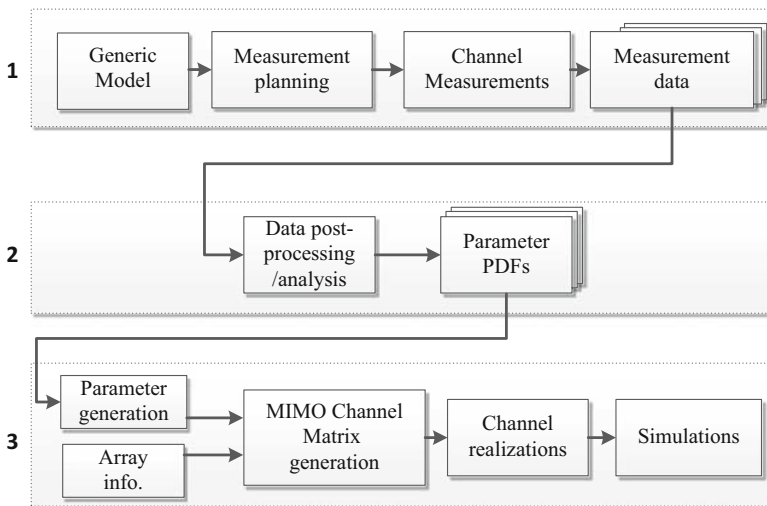 1
Generic
Model
Measurement
planning
Channel
Measurements
Measurement
data
2
Data post-
processing
/analysis
Parameter
PDFs
3
Parameter
generation
Array
info.
MIMO Channel
Matrix
generation
Channel
realizations
Simulations